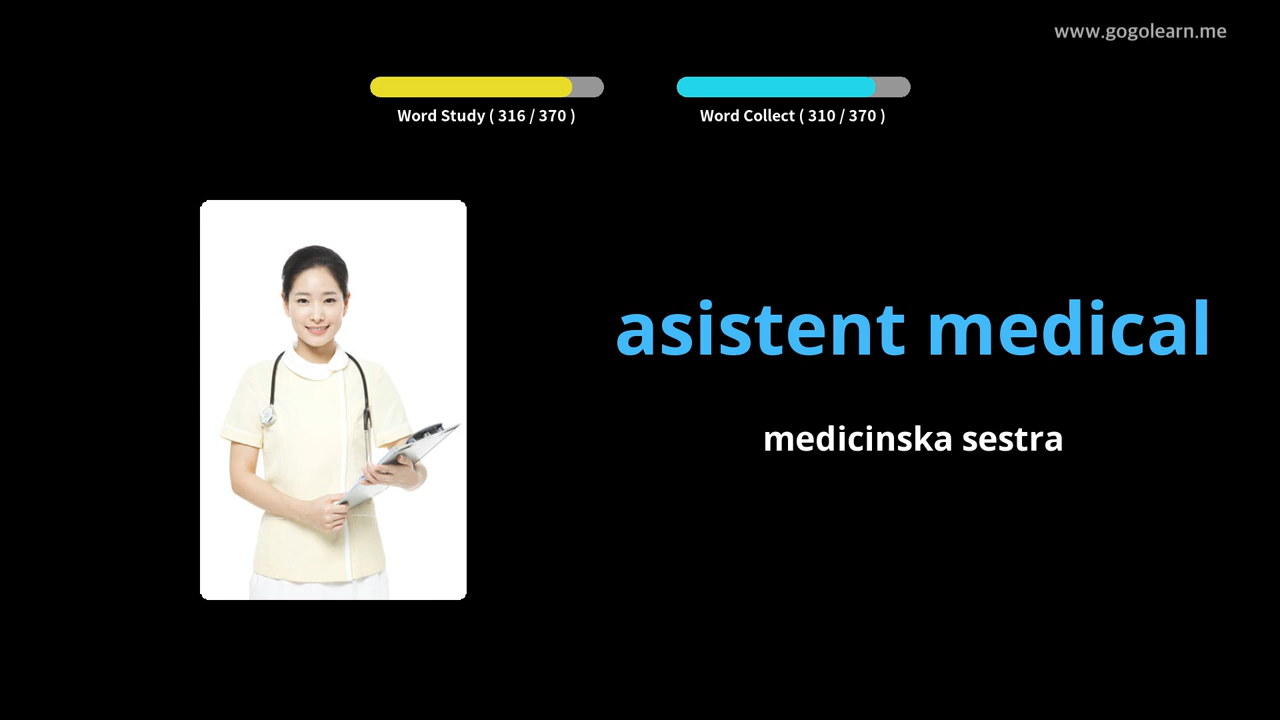 www.gogolearn.me
Word Study ( 316 / 370 )
Word Collect ( 310 / 370 )
asistent medical
medicinska sestra